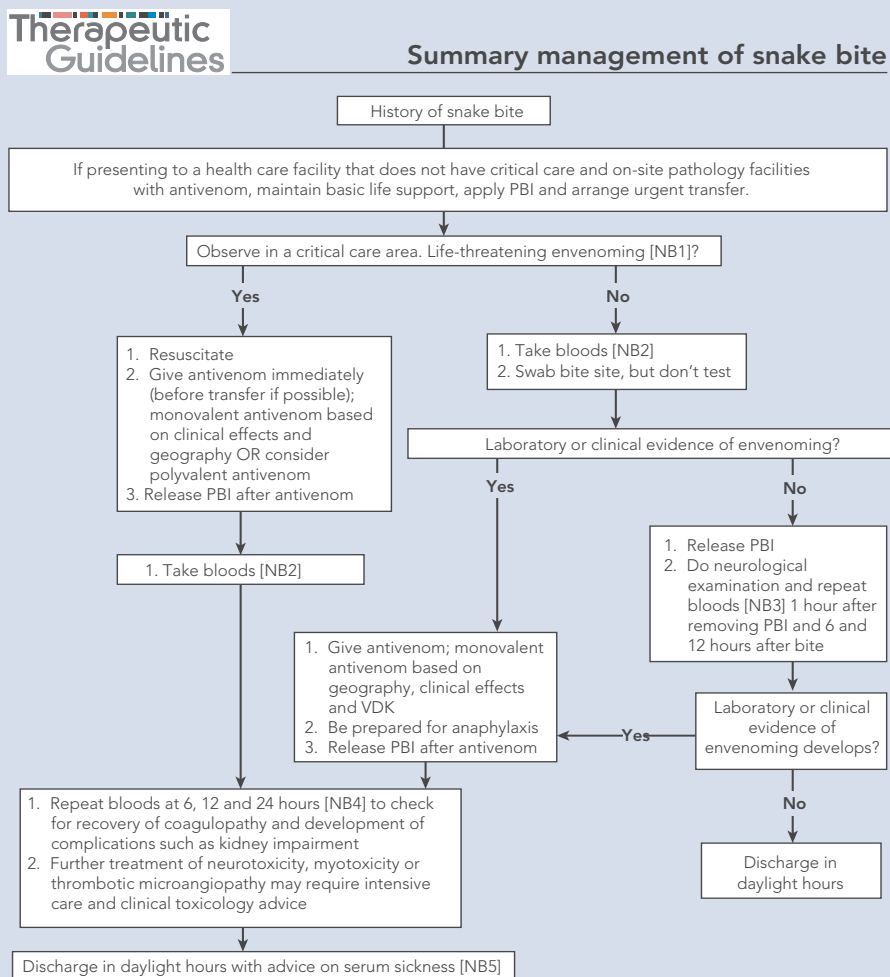 Therapeutic
Guidelines
Summary management of snake bite
History of snake bite
If presenting to a health care facility that does not have critical care and on-site pathology facilities
with antivenom, maintain basic life support, apply PBI and arrange urgent transfer.
Observe in a critical care area. Life-threatening envenoming [NB1]?
Yes
No
1. Resuscitate
2. Give antivenom immediately
(before transfer if possible);
monovalent antivenom based
on clinical effects and
geography OR consider
polyvalent antivenom
3. Release PBI after antivenom
1. Take bloods [NB2]
2. Swab bite site, but don't test
Laboratory or clinical evidence of envenoming?
Yes
No
1. Take bloods [NB2]
1. Release PBI
2. Do neurological
examination and repeat
bloods [NB3] 1 hour after
removing PBI and 6 and
12 hours after bite
1. Give antivenom; monovalent
antivenom based on
geography, clinical effects
and VDK
2. Be prepared for anaphylaxis
3. Release PBI after antivenom
Laboratory or clinical
evidence of
envenoming develops?
Yes
No
1. Repeat bloods at 6, 12 and 24 hours [NB4] to check
for recovery of coagulopathy and development of
complications such as kidney impairment
2. Further treatment of neurotoxicity, myotoxicity or
thrombotic microangiopathy may require intensive
care and clinical toxicology advice
Discharge in
daylight hours
Discharge in daylight hours with advice on serum sickness [NB5]